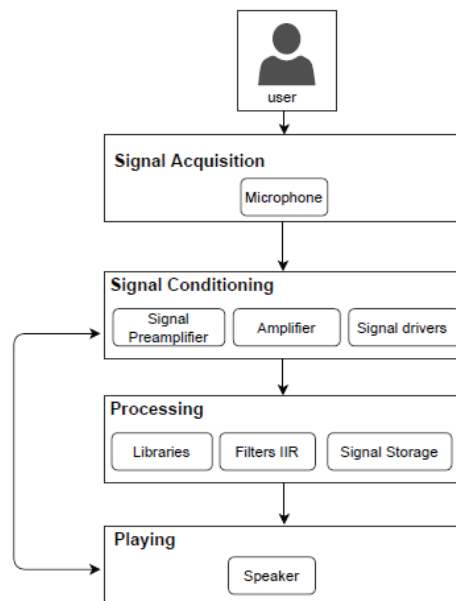 user
Signal Acquisition
Microphone
Signal Conditioning
Signal
Preamplifier
Amplifier
Signal drivers
Processing
Libraries
Filters IIR
Signal Storage
Playing
Speaker